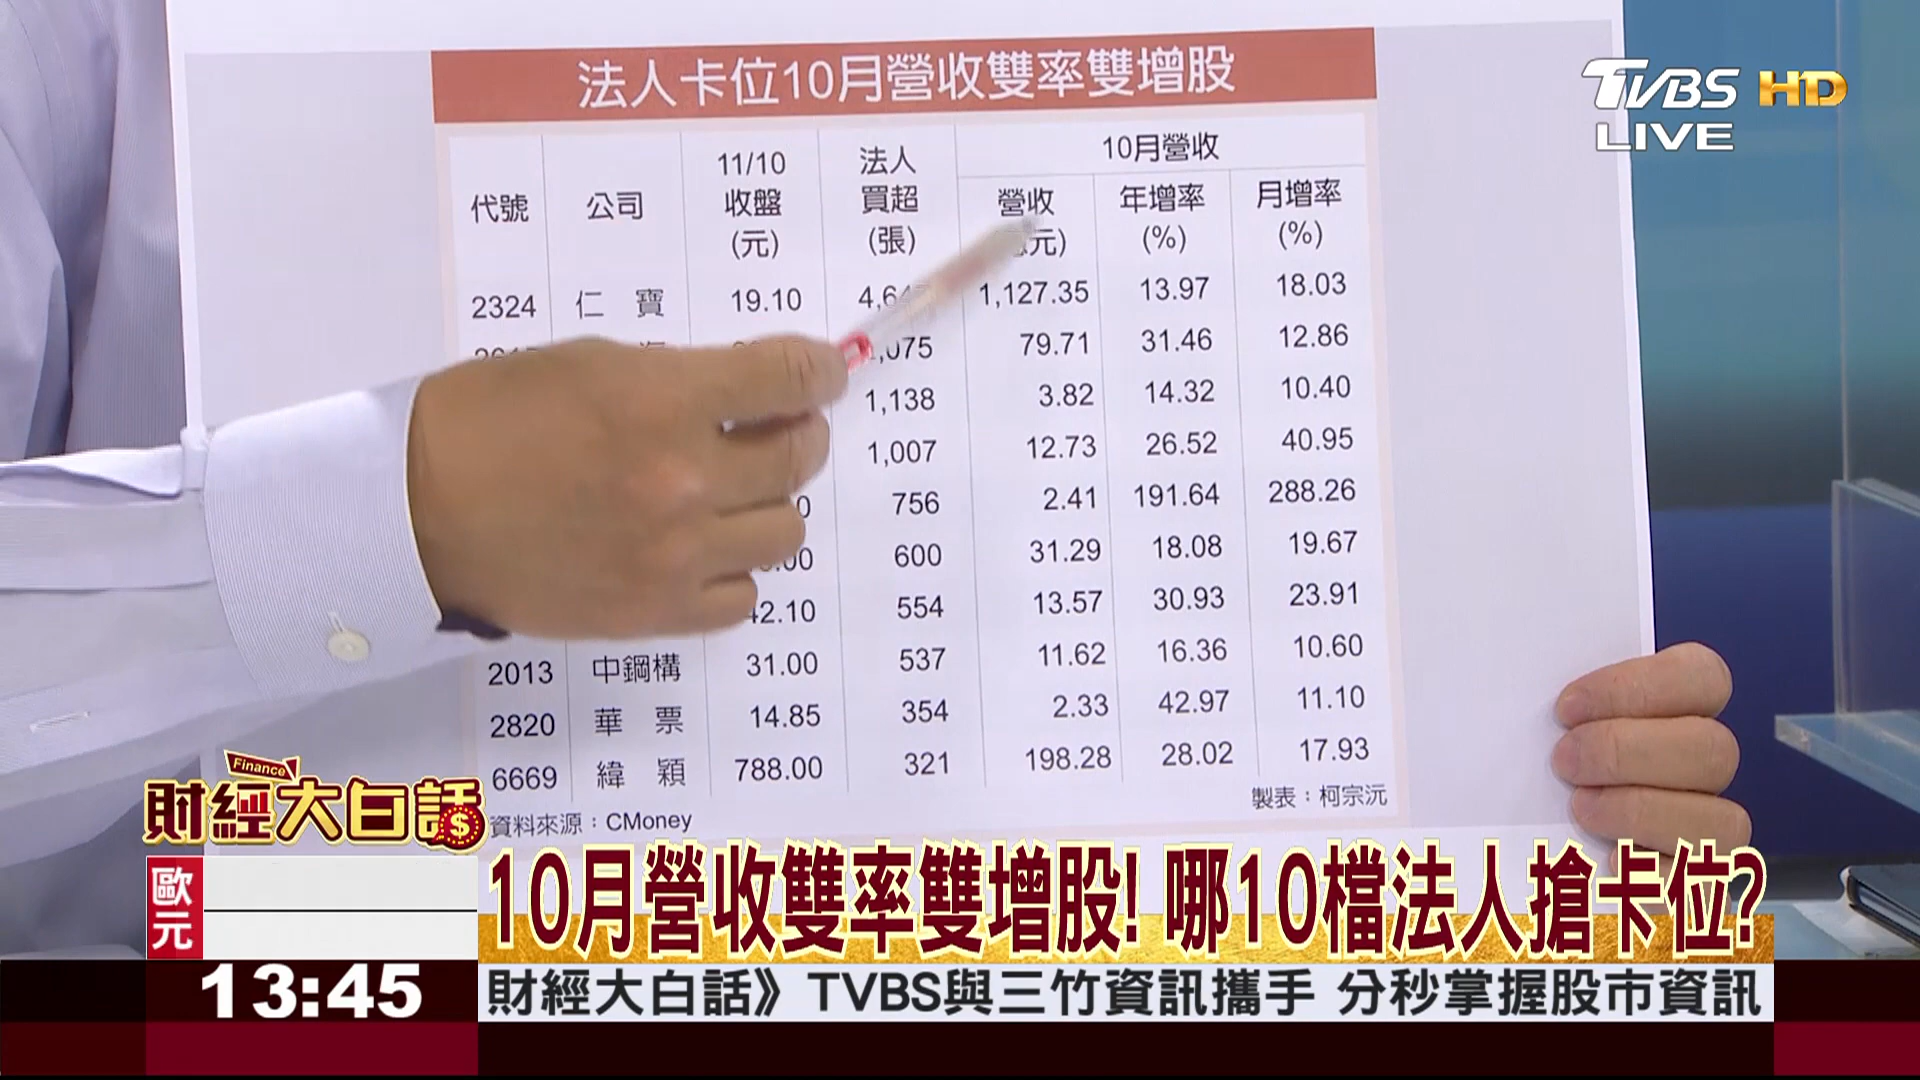 法人卡位10月營收雙率雙增股
TVBS HD
LIVE
代號 公司 11/10 收盤 (元) 法人 買超 (張) 10月營收
營收 元) 年增率 (%) 月增率 (%)
2324 仁寶 19.10 4,64 1,127.35 13.97 18.03
,075 79.71 31.46 12.86
1,138 3.82 14.32 10.40
1,007 12.73 26.52 40.95
0 756 2.41 191.64 288.26
.00 600 31.29 18.08 19.67
42.10 554 13.57 30.93 23.91
2013 中鋼構 31.00 537 11.62 16.36 10.60
2820 華票 14.85 354 2.33 42.97 11.10
6669 緯穎 788.00 321 198.28 28.02 17.93
資料來源：CMoney
製表：柯宗沅
Finance
財經大白話
歐元
10月營收雙率雙增股! 哪10檔法人搶卡位?
13:45
財經大白話》TVBS與三竹資訊攜手 分秒掌握股市資訊